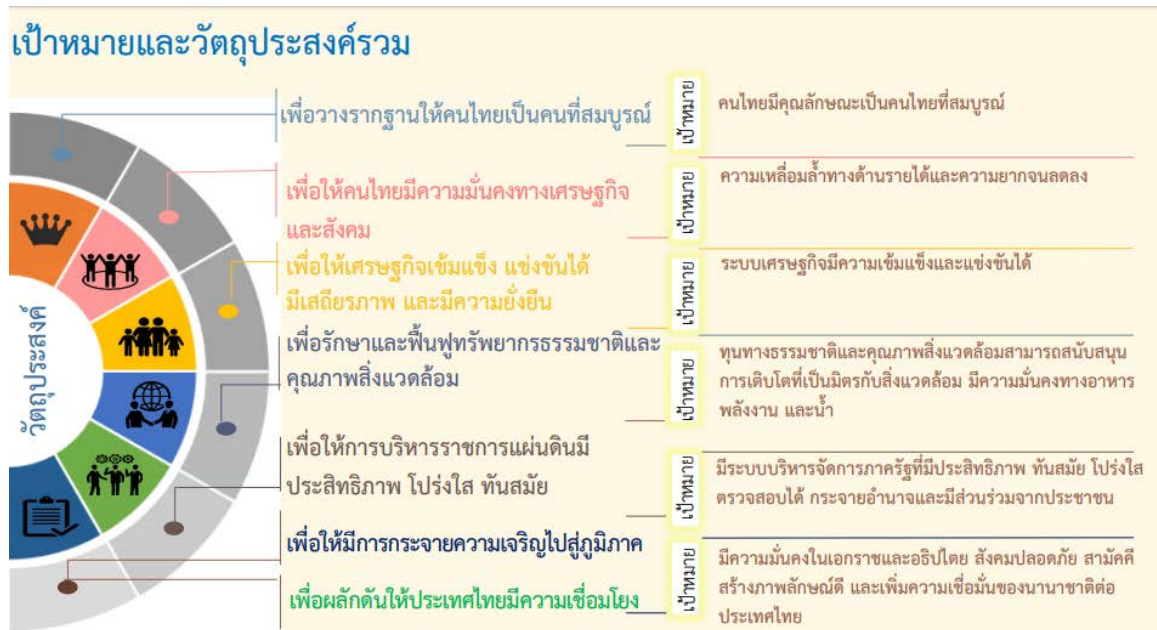 เป้าหมายและวัตถุประสงค์รวม
วัตถุประสงค์
เพื่อวางรากฐานให้คนไทยเป็นคนที่สมบูรณ์
เป้าหมาย
คนไทยมีคุณลักษณะเป็นคนไทยที่สมบูรณ์
เพื่อให้คนไทยมีความมั่นคงทางเศรษฐกิจ
และสังคม
เป้าหมาย
ความเหลื่อมล้ำทางด้านรายได้และความยากจนลดลง
เพื่อให้เศรษฐกิจเข้มแข็ง แข่งขันได้
มีเสถียรภาพ และมีความยั่งยืน
เป้าหมาย
ระบบเศรษฐกิจมีความเข้มแข็งและแข่งขันได้
เพื่อรักษาและฟื้นฟูทรัพยากรธรรมชาติและ
คุณภาพสิ่งแวดล้อม
เป้าหมาย
ทุนทางธรรมชาติและคุณภาพสิ่งแวดล้อมสามารถสนับสนุน
การเติบโตที่เป็นมิตรกับสิ่งแวดล้อม มีความมั่นคงทางอาหาร
พลังงาน และน้ำ
เพื่อให้การบริหารราชการแผ่นดินมี
ประสิทธิภาพ โปร่งใส ทันสมัย
เป้าหมาย
มีระบบบริหารจัดการภาครัฐที่มีประสิทธิภาพ ทันสมัย โปร่งใส
ตรวจสอบได้ กระจายอำนาจและมีส่วนร่วมจากประชาชน
เพื่อให้มีการกระจายความเจริญไปสู่ภูมิภาค
เพื่อผลักดันให้ประเทศไทยมีความเชื่อมโยง
เป้าหมาย
มีความมั่นคงในเอกราชและอธิปไตย สังคมปลอดภัย สามัคคี
สร้างภาพลักษณ์ดี และเพิ่มความเชื่อมั่นของนานาชาติต่อ
ประเทศไทย